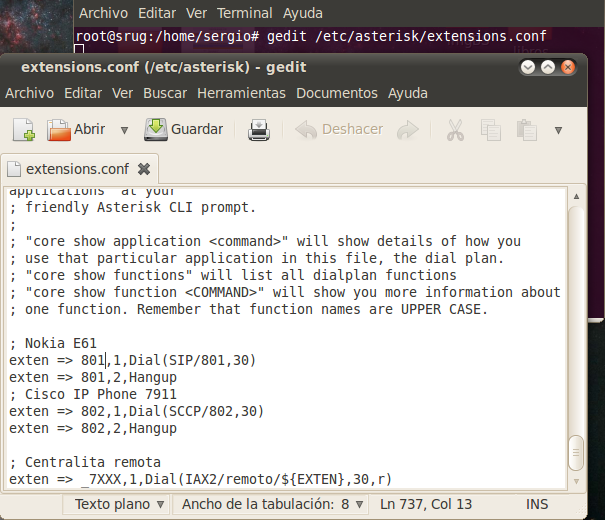 Archivo Editar Ver Terminal Ayuda
root@srug:/home/sergio# gedit /etc/asterisk/extensions.conf
extensions.conf (/etc/asterisk) - gedit
Archivo Editar Ver Buscar Herramientas Documentos Ayuda
Abrir Guardar Deshacer
extensions.conf
applications" at your
; friendly Asterisk CLI prompt.
;
; "core show application <command>" will show details of how you
; use that particular application in this file, the dial plan.
; "core show functions" will list all dialplan functions
; "core show function <COMMAND>" will show you more information about
; one function. Remember that function names are UPPER CASE.
; Nokia E61
exten => 801,1,Dial(SIP/801,30)
exten => 801,2,Hangup
; Cisco IP Phone 7911
exten => 802,1,Dial(SCCP/802,30)
exten => 802,2,Hangup
; Centralita remota
exten => _7XXX,1,Dial(IAX2/remoto/${EXTEN},30,r)
Texto plano Ancho de la tabulación: 8 Ln 737, Col 13 INS